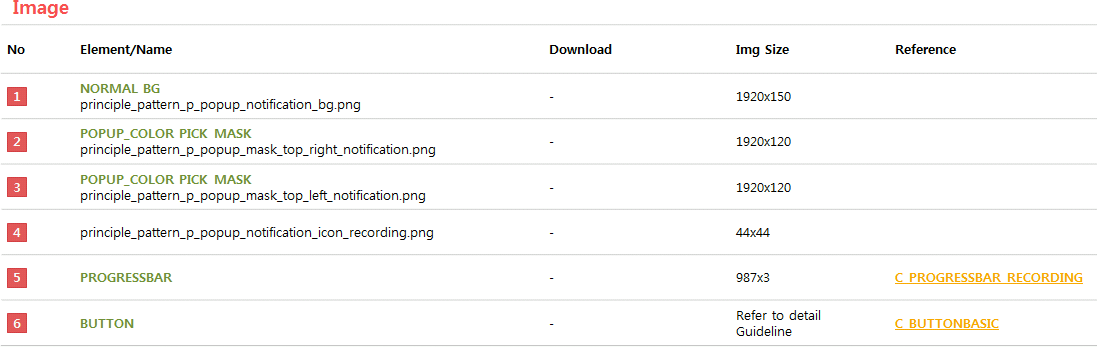 Image
No Element/Name Download Img Size Reference
1 NORMAL BG
principle_pattern_p_popup_notification_bg.png - 1920x150
2 POPUP_COLOR PICK MASK
principle_pattern_p_popup_mask_top_right_notification.png - 1920x120
3 POPUP_COLOR PICK MASK
principle_pattern_p_popup_mask_top_left_notification.png - 1920x120
4 principle_pattern_p_popup_notification_icon_recording.png - 44x44
5 PROGRESSBAR - 987x3 C_PROGRESSBAR_RECORDING
6 BUTTON - Refer to detail
Guideline C_BUTTONBASIC